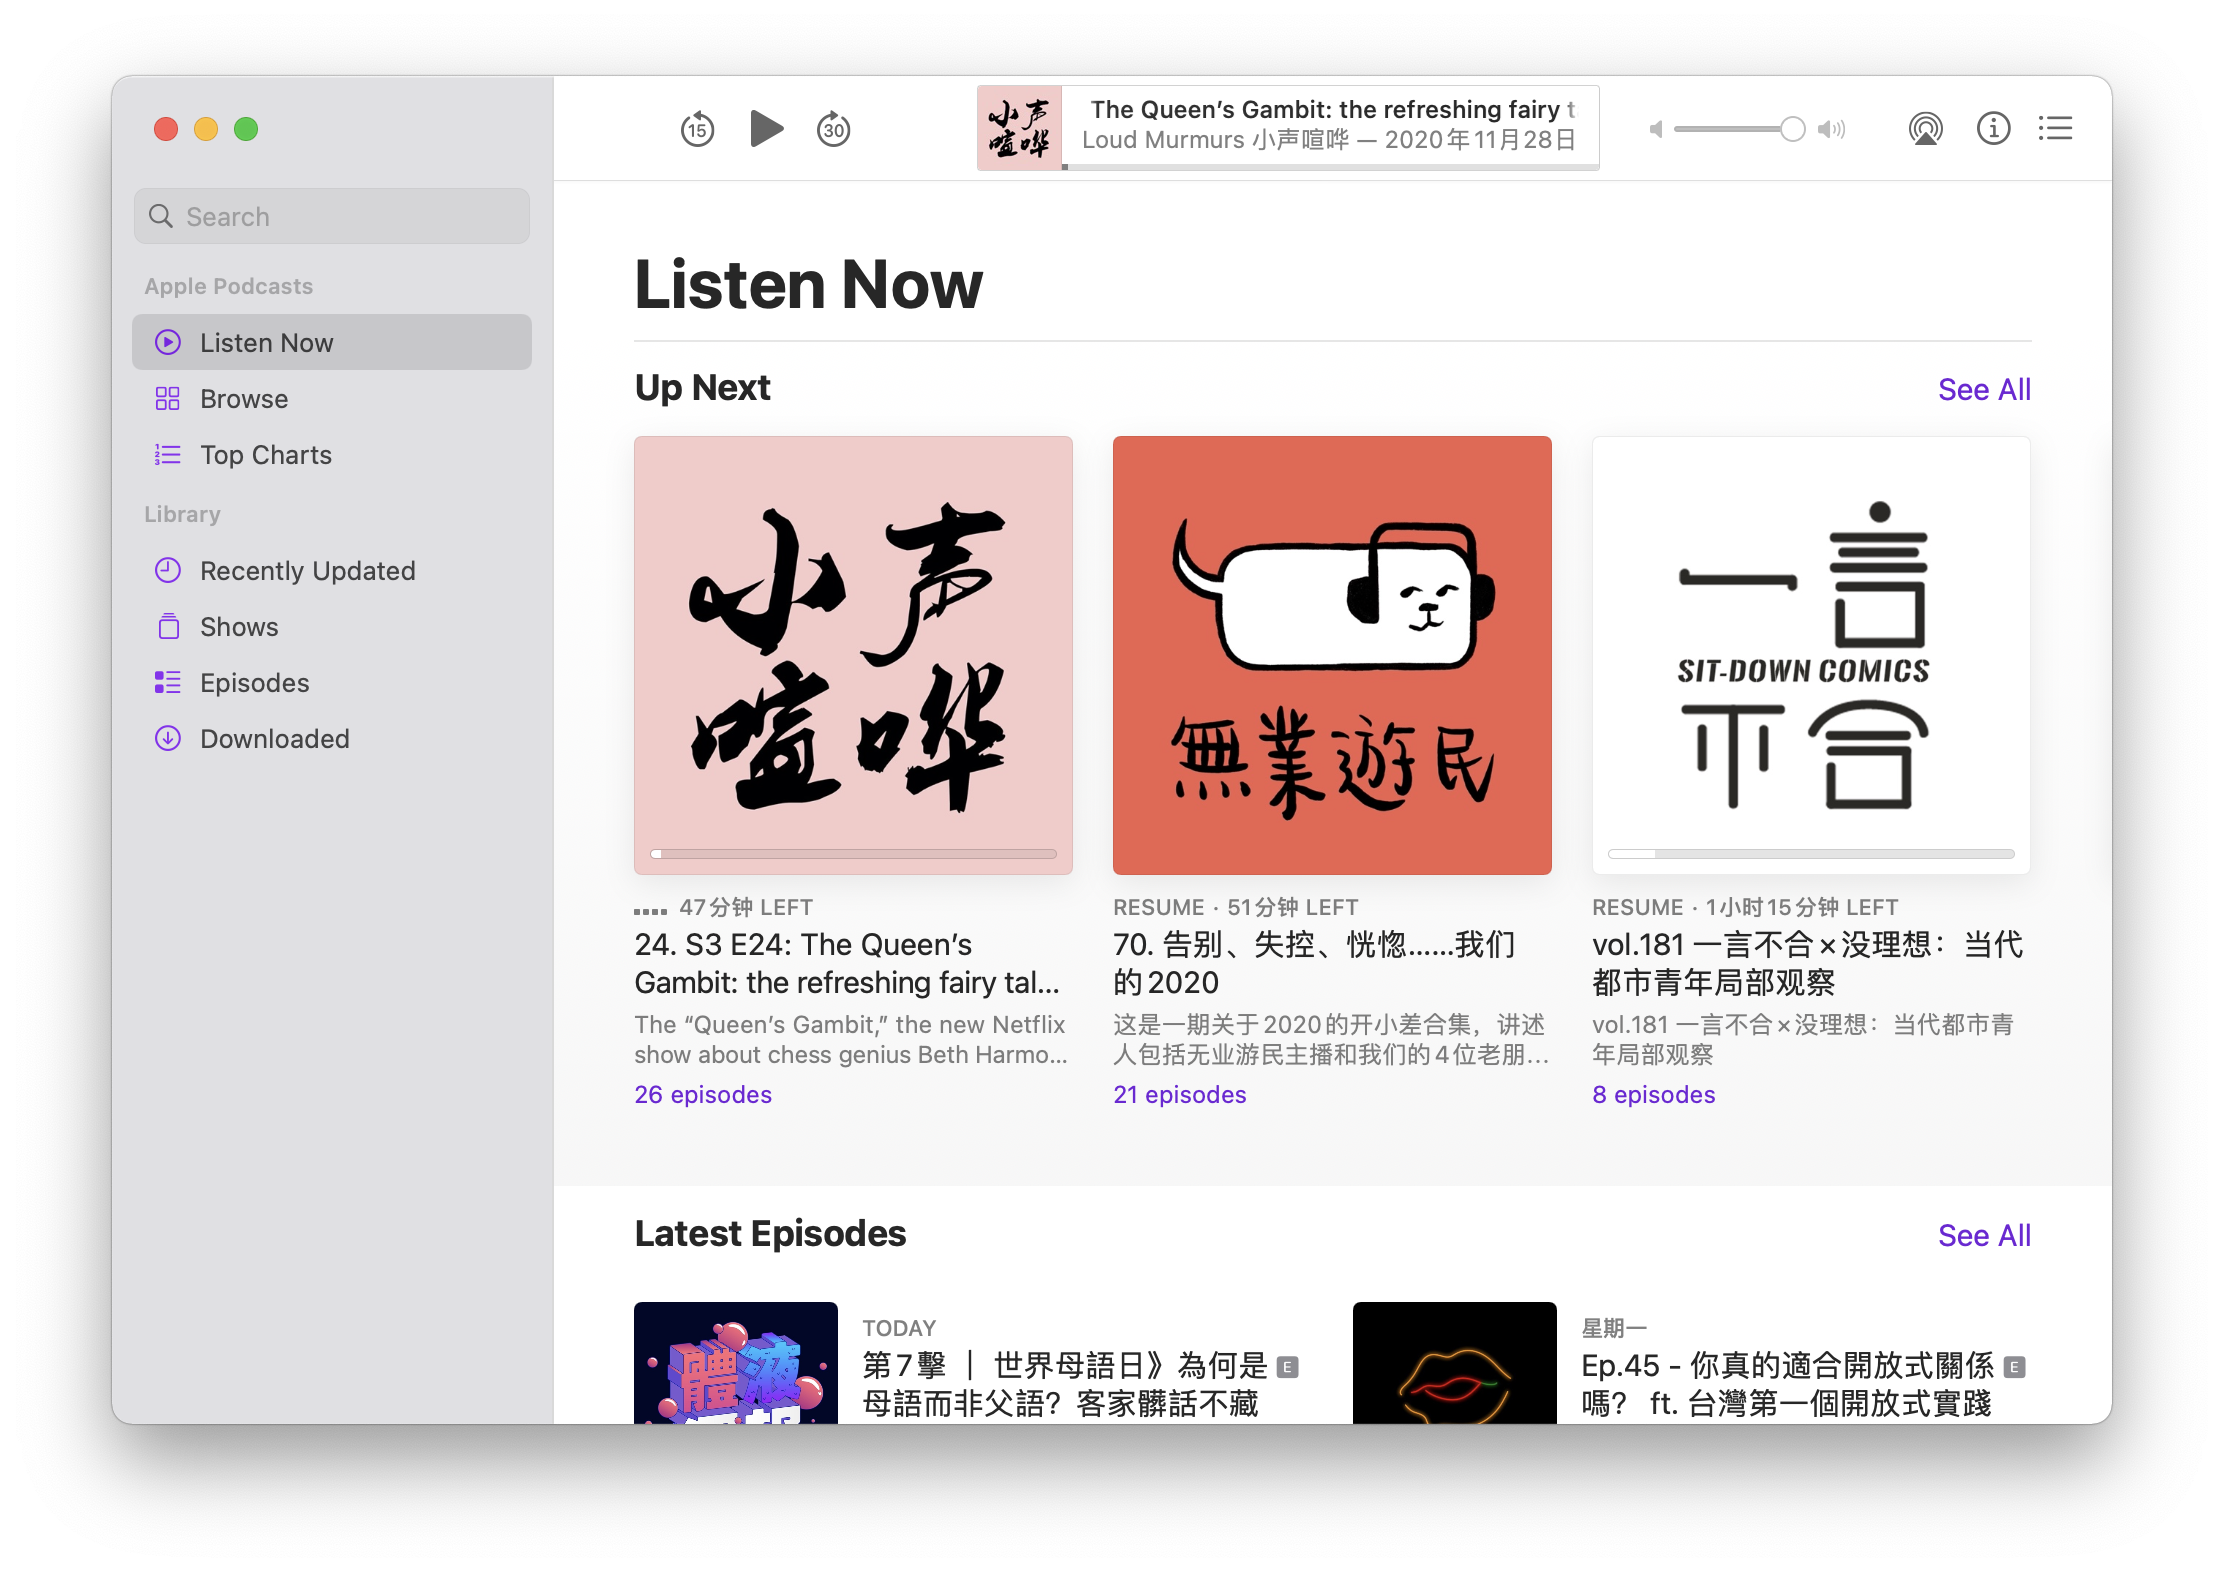 15
30
小声
喧哗
The Queen’s Gambit: the refreshing fairy t
Loud Murmurs 小声喧哗 — 2020年11月28日
Search
Apple Podcasts
Listen Now
Browse
Top Charts
Library
Recently Updated
Shows
Episodes
Downloaded
Listen Now
Up Next
See All
小声
喧哗
無業遊民
一言
SIT-DOWN COMICS
不合
47分钟 LEFT
24. S3 E24: The Queen’s
Gambit: the refreshing fairy tal...
The “Queen’s Gambit,” the new Netflix
show about chess genius Beth Harmo...
26 episodes
RESUME · 51分钟 LEFT
70. 告别、失控、恍惚……我们
的2020
这是一期关于2020的开小差合集，讲述
人包括无业游民主播和我们的4位老朋...
21 episodes
RESUME · 1小时15分钟 LEFT
vol.181 一言不合×没理想：当代
都市青年局部观察
vol.181 一言不合×没理想：当代都市青
年局部观察
8 episodes
Latest Episodes
See All
體液
TODAY
第7擊 ｜ 世界母語日》為何是 E
母語而非父語？客家髒話不藏
星期一
Ep.45 - 你真的適合開放式關係 E
嗎？ ft. 台灣第一個開放式實踐